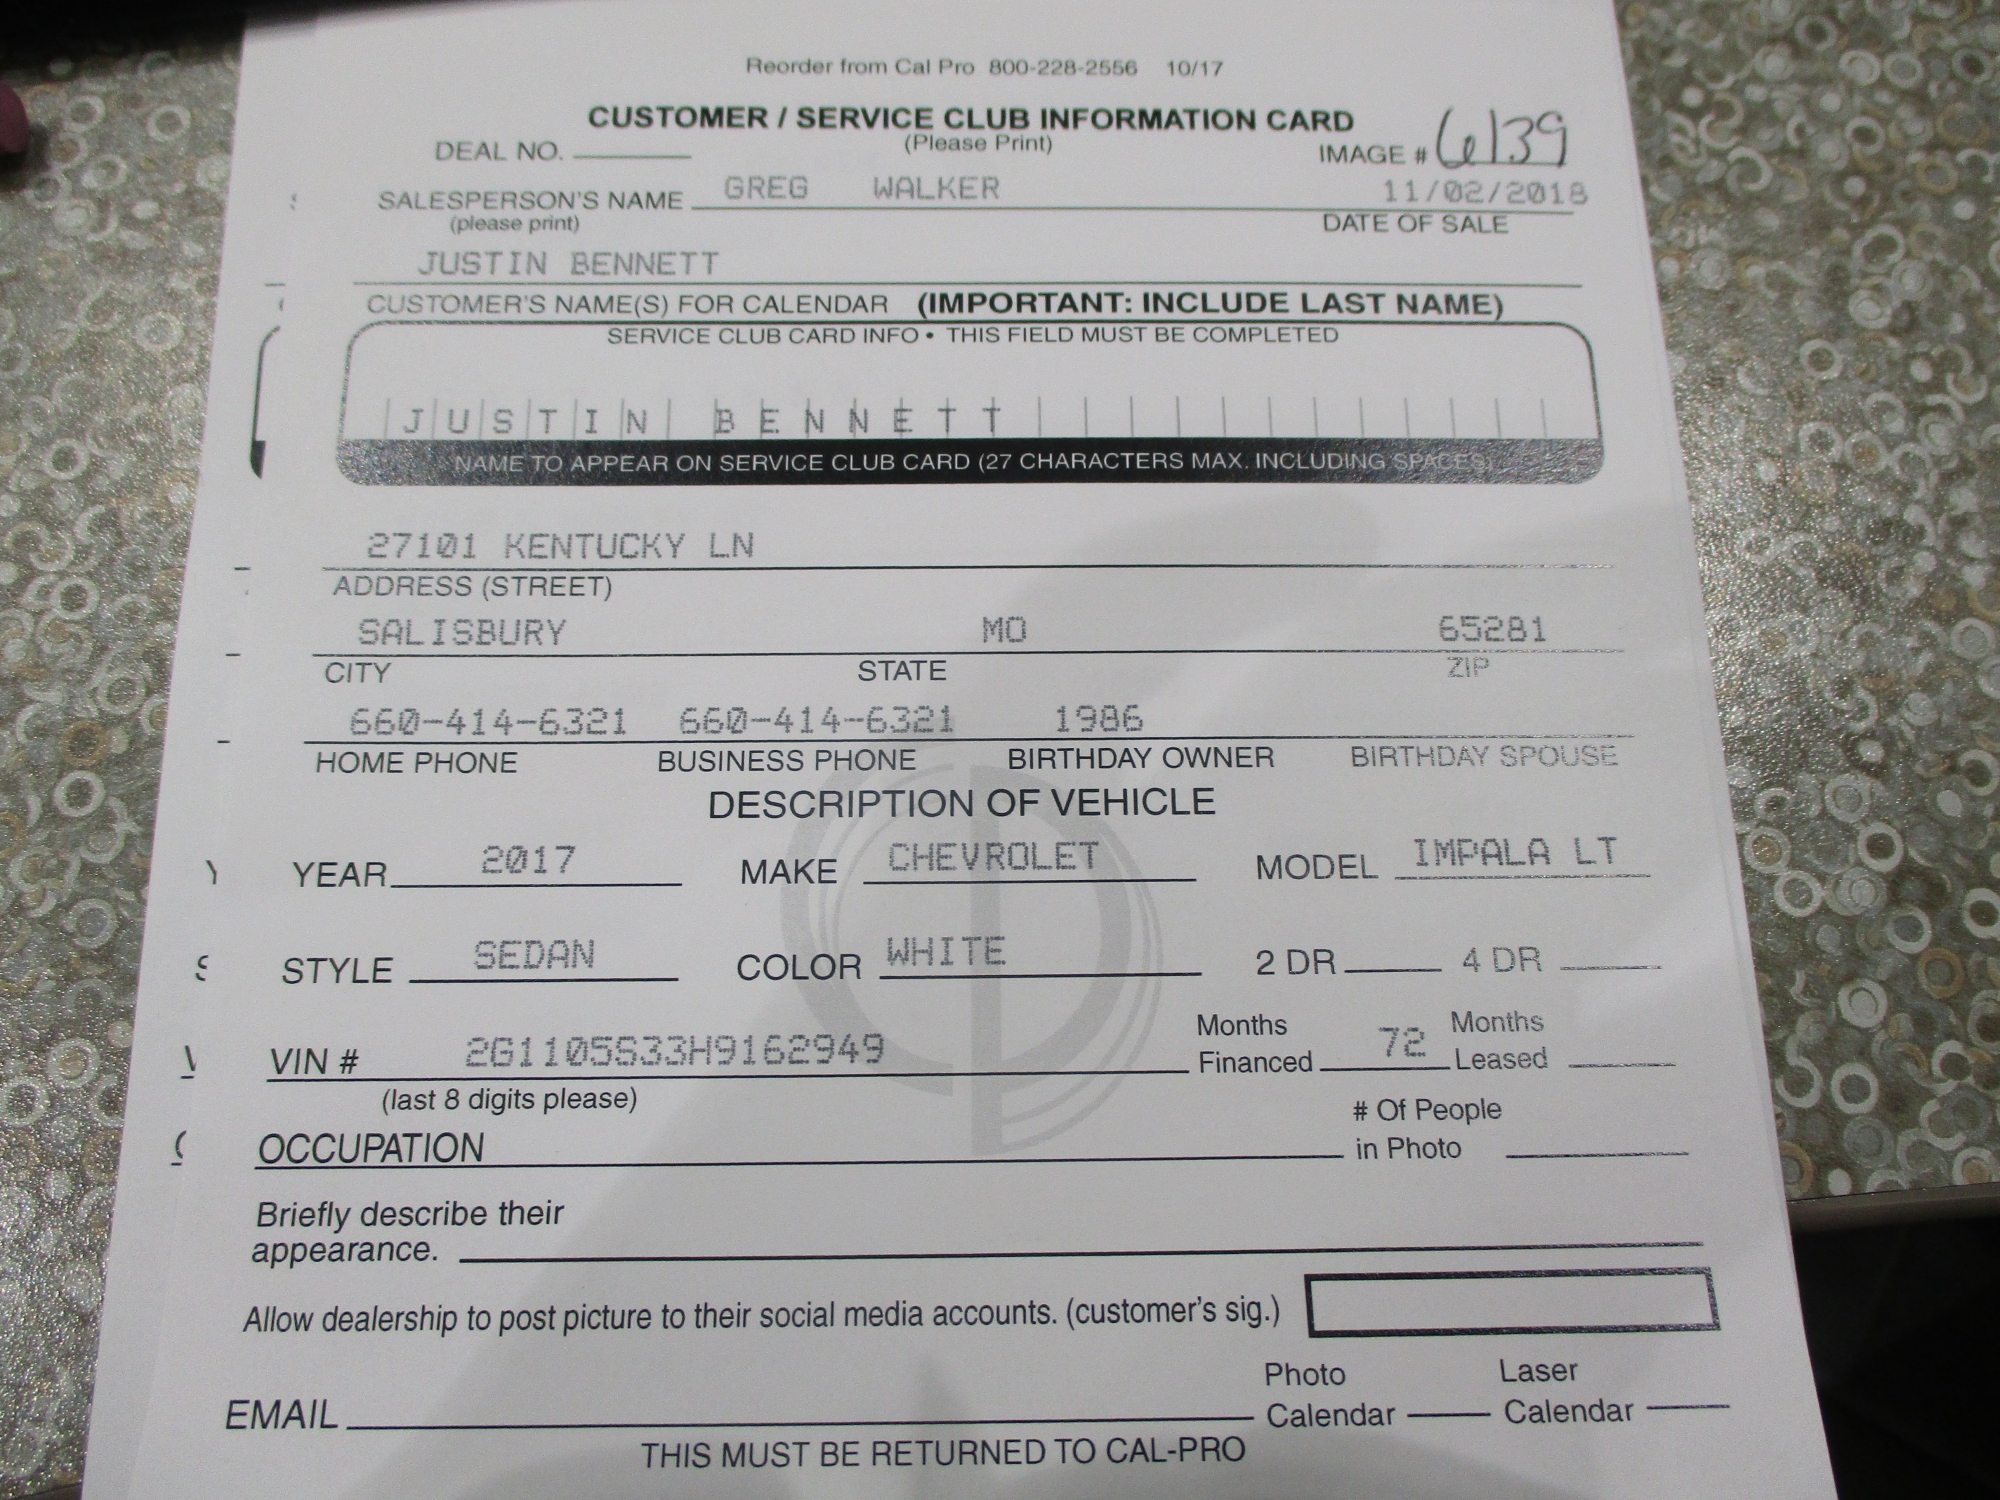 Reorder from Cal Pro 800-228-2556 10/17
CUSTOMER / SERVICE CLUB INFORMATION CARD
DEAL NO. (Please Print) IMAGE # 6139
SALESPERSON'S NAME GREG WALKER 11/02/2018
(please print) DATE OF SALE
JUSTIN BENNETT
CUSTOMER'S NAME(S) FOR CALENDAR (IMPORTANT: INCLUDE LAST NAME)
SERVICE CLUB CARD INFO • THIS FIELD MUST BE COMPLETED
JUSTIN BENNETT
NAME TO APPEAR ON SERVICE CLUB CARD (27 CHARACTERS MAX. INCLUDING SPACES)
27101 KENTUCKY LN
ADDRESS (STREET)
SALISBURY MO 65281
CITY STATE ZIP
660-414-6321 660-414-6321 1986
HOME PHONE BUSINESS PHONE BIRTHDAY OWNER BIRTHDAY SPOUSE
DESCRIPTION OF VEHICLE
YEAR 2017 MAKE CHEVROLET MODEL IMPALA LT
STYLE SEDAN COLOR WHITE 2 DR 4 DR
VIN # 2G1105S33H9162949 Months Financed 72 Months Leased
(last 8 digits please)
OCCUPATION # Of People in Photo
Briefly describe their
appearance.
Allow dealership to post picture to their social media accounts. (customer's sig.)
EMAIL Photo Calendar Laser Calendar
THIS MUST BE RETURNED TO CAL-PRO